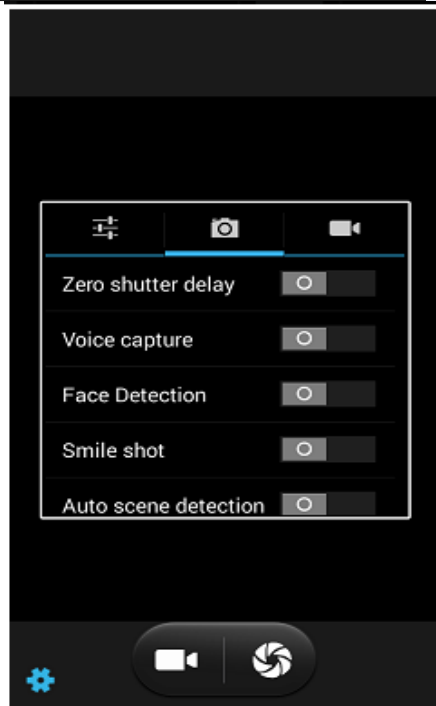 Zero shutter delay
Voice capture
Face Detection
Smile shot
Auto scene detection